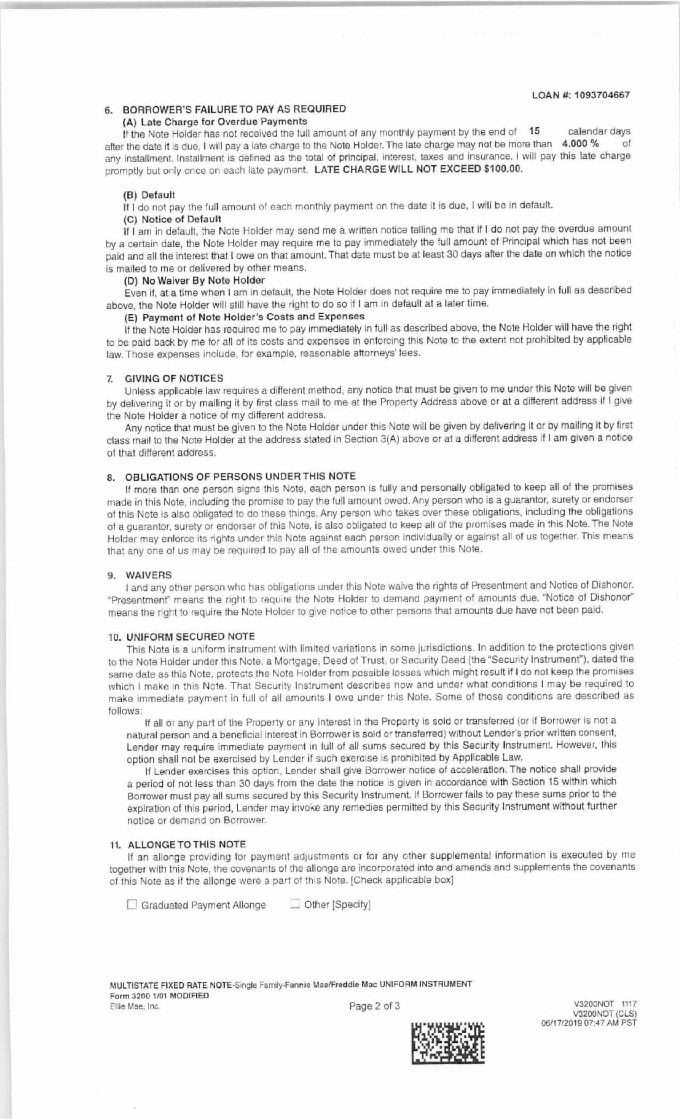 LOAN #: 1093704667
6. BORROWER'S FAILURE TO PAY AS REQUIRED
(A) Late Charge for Overdue Payments
If the Note Holder has not received the full amount of any monthly payment by the end of 15 calendar days
after the date it is due, I will pay a late charge to the Note Holder. The late charge may not be more than 4.000 % of
any installment. Installment is defined as the total of principal, interest, taxes and insurance. I will pay this late charge
promptly but only once on each late payment. LATE CHARGE WILL NOT EXCEED $100.00.
(B) Default
If I do not pay the full amount of each monthly payment on the date it is due, I will be in default.
(C) Notice of Default
If I am in default, the Note Holder may send me a written notice telling me that if I do not pay the overdue amount
by a certain date, the Note Holder may require me to pay immediately the full amount of Principal which has not been
paid and all the interest that I owe on that amount. That date must be at least 30 days after the date on which the notice
is mailed to me or delivered by other means.
(D) No Waiver By Note Holder
Even if, at a time when I am in default, the Note Holder does not require me to pay immediately in full as described
above, the Note Holder will still have the right to do so if I am in default at a later time.
(E) Payment of Note Holder's Costs and Expenses
If the Note Holder has required me to pay immediately in full as described above, the Note Holder will have the right
to be paid back by me for all of its costs and expenses in enforcing this Note to the extent not prohibited by applicable
law. Those expenses include, for example, reasonable attorneys' fees.
7. GIVING OF NOTICES
Unless applicable law requires a different method, any notice that must be given to me under this Note will be given
by delivering it or by mailing it by first class mail to me at the Property Address above or at a different address if I give
the Note Holder a notice of my different address.
Any notice that must be given to the Note Holder under this Note will be given by delivering it or by mailing it by first
class mail to the Note Holder at the address stated in Section 3(A) above or at a different address if I am given a notice
of that different address.
8. OBLIGATIONS OF PERSONS UNDER THIS NOTE
If more than one person signs this Note, each person is fully and personally obligated to keep all of the promises
made in this Note, including the promise to pay the full amount owed. Any person who is a guarantor, surety or endorser
of this Note is also obligated to do these things. Any person who takes over these obligations, including the obligations
of a guarantor, surety or endorser of this Note, is also obligated to keep all of the promises made in this Note. The Note
Holder may enforce its rights under this Note against each person individually or against all of us together. This means
that any one of us may be required to pay all of the amounts owed under this Note.
9. WAIVERS
I and any other person who has obligations under this Note waive the rights of Presentment and Notice of Dishonor.
"Presentment" means the right to require the Note Holder to demand payment of amounts due. "Notice of Dishonor"
means the right to require the Note Holder to give notice to other persons that amounts due have not been paid.
10. UNIFORM SECURED NOTE
This Note is a uniform instrument with limited variations in some jurisdictions. In addition to the protections given
to the Note Holder under this Note, a Mortgage, Deed of Trust, or Security Deed (the "Security Instrument"), dated the
same date as this Note, protects the Note Holder from possible losses which might result if I do not keep the promises
which I make in this Note. That Security Instrument describes how and under what conditions I may be required to
make immediate payment in full of all amounts I owe under this Note. Some of those conditions are described as
follows:
If all or any part of the Property or any interest in the Property is sold or transferred (or if Borrower is not a
natural person and a beneficial interest in Borrower is sold or transferred) without Lender's prior written consent,
Lender may require immediate payment in full of all sums secured by this Security Instrument. However, this
option shall not be exercised by Lender if such exercise is prohibited by Applicable Law.
If Lender exercises this option, Lender shall give Borrower notice of acceleration. The notice shall provide
a period of not less than 30 days from the date the notice is given in accordance with Section 15 within which
Borrower must pay all sums secured by this Security Instrument. If Borrower fails to pay these sums prior to the
expiration of this period, Lender may invoke any remedies permitted by this Security Instrument without further
notice or demand on Borrower.
11. ALLONGE TO THIS NOTE
If an allonge providing for payment adjustments or for any other supplemental information is executed by me
together with this Note, the covenants of the allonge are incorporated into and amends and supplements the covenants
of this Note as if the allonge were a part of this Note. [Check applicable box]
☐ Graduated Payment Allonge ☐ Other [Specify]
MULTISTATE FIXED RATE NOTE-Single Family-Fannie Mae/Freddie Mac UNIFORM INSTRUMENT
Form 3200 1/01 MODIFIED
Ellie Mae, Inc. Page 2 of 3 V3200NOT 1117
V3200NOT (CLS)
06/17/2019 07:47 AM PST